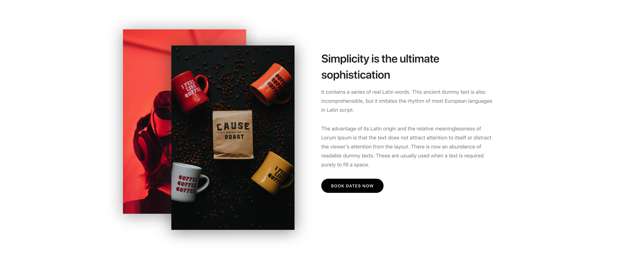 Simplicity is the ultimate
sophistication
It contains a series of real Latin words. This ancient dummy text is also
incomprehensible, but it imitates the rhythm of most European languages
in Latin script.
The advantage of its Latin origin and the relative meaninglessness of
Lorum Ipsum is that the text does not attract attention to itself or distract
the viewer's attention from the layout. There is now an abundance of
readable dummy texts. These are usually used when a text is required
purely to fill a space.
BOOK DATES NOW
CAUSE
ROAST
COFFEE
COFFEE
COFFEE